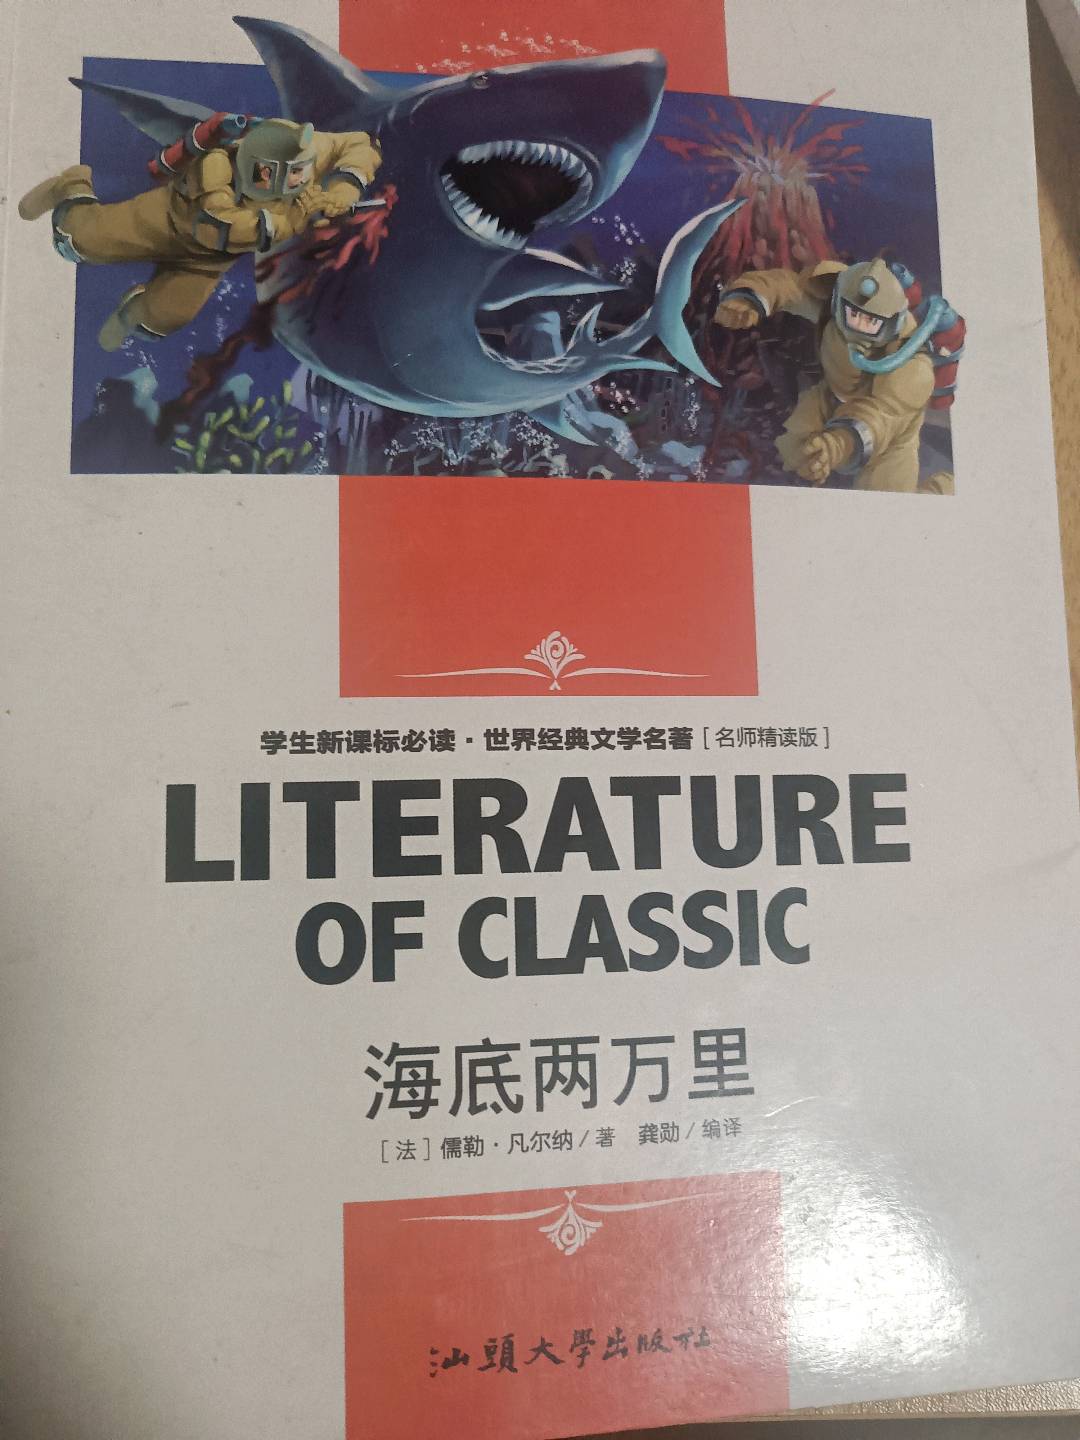 学生新课标必读·世界经典文学名著[名师精读版]
LITERATURE
OF CLASSIC
海底两万里
[法]儒勒·凡尔纳/著 龚勋/编译
汕頭大學出版社